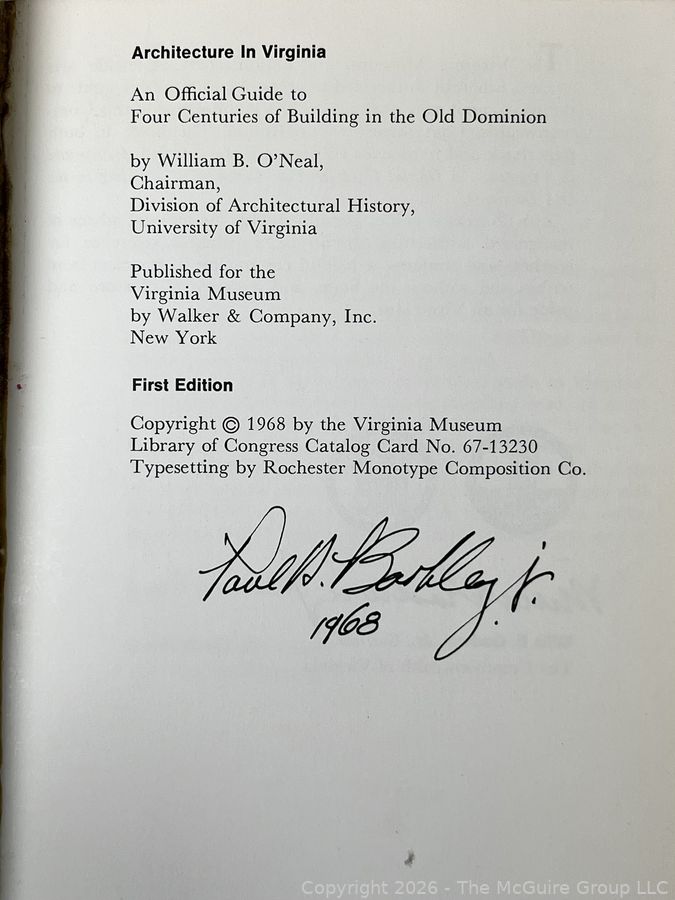 Architecture In Virginia
An Official Guide to
Four Centuries of Building in the Old Dominion
by William B. O'Neal,
Chairman,
Division of Architectural History,
University of Virginia
Published for the
Virginia Museum
by Walker & Company, Inc.
New York
First Edition
Copyright © 1968 by the Virginia Museum
Library of Congress Catalog Card No. 67-13230
Typesetting by Rochester Monotype Composition Co.
Paul H. Barkley, Jr.
1968
Copyright 2026 - The McGuire Group LLC